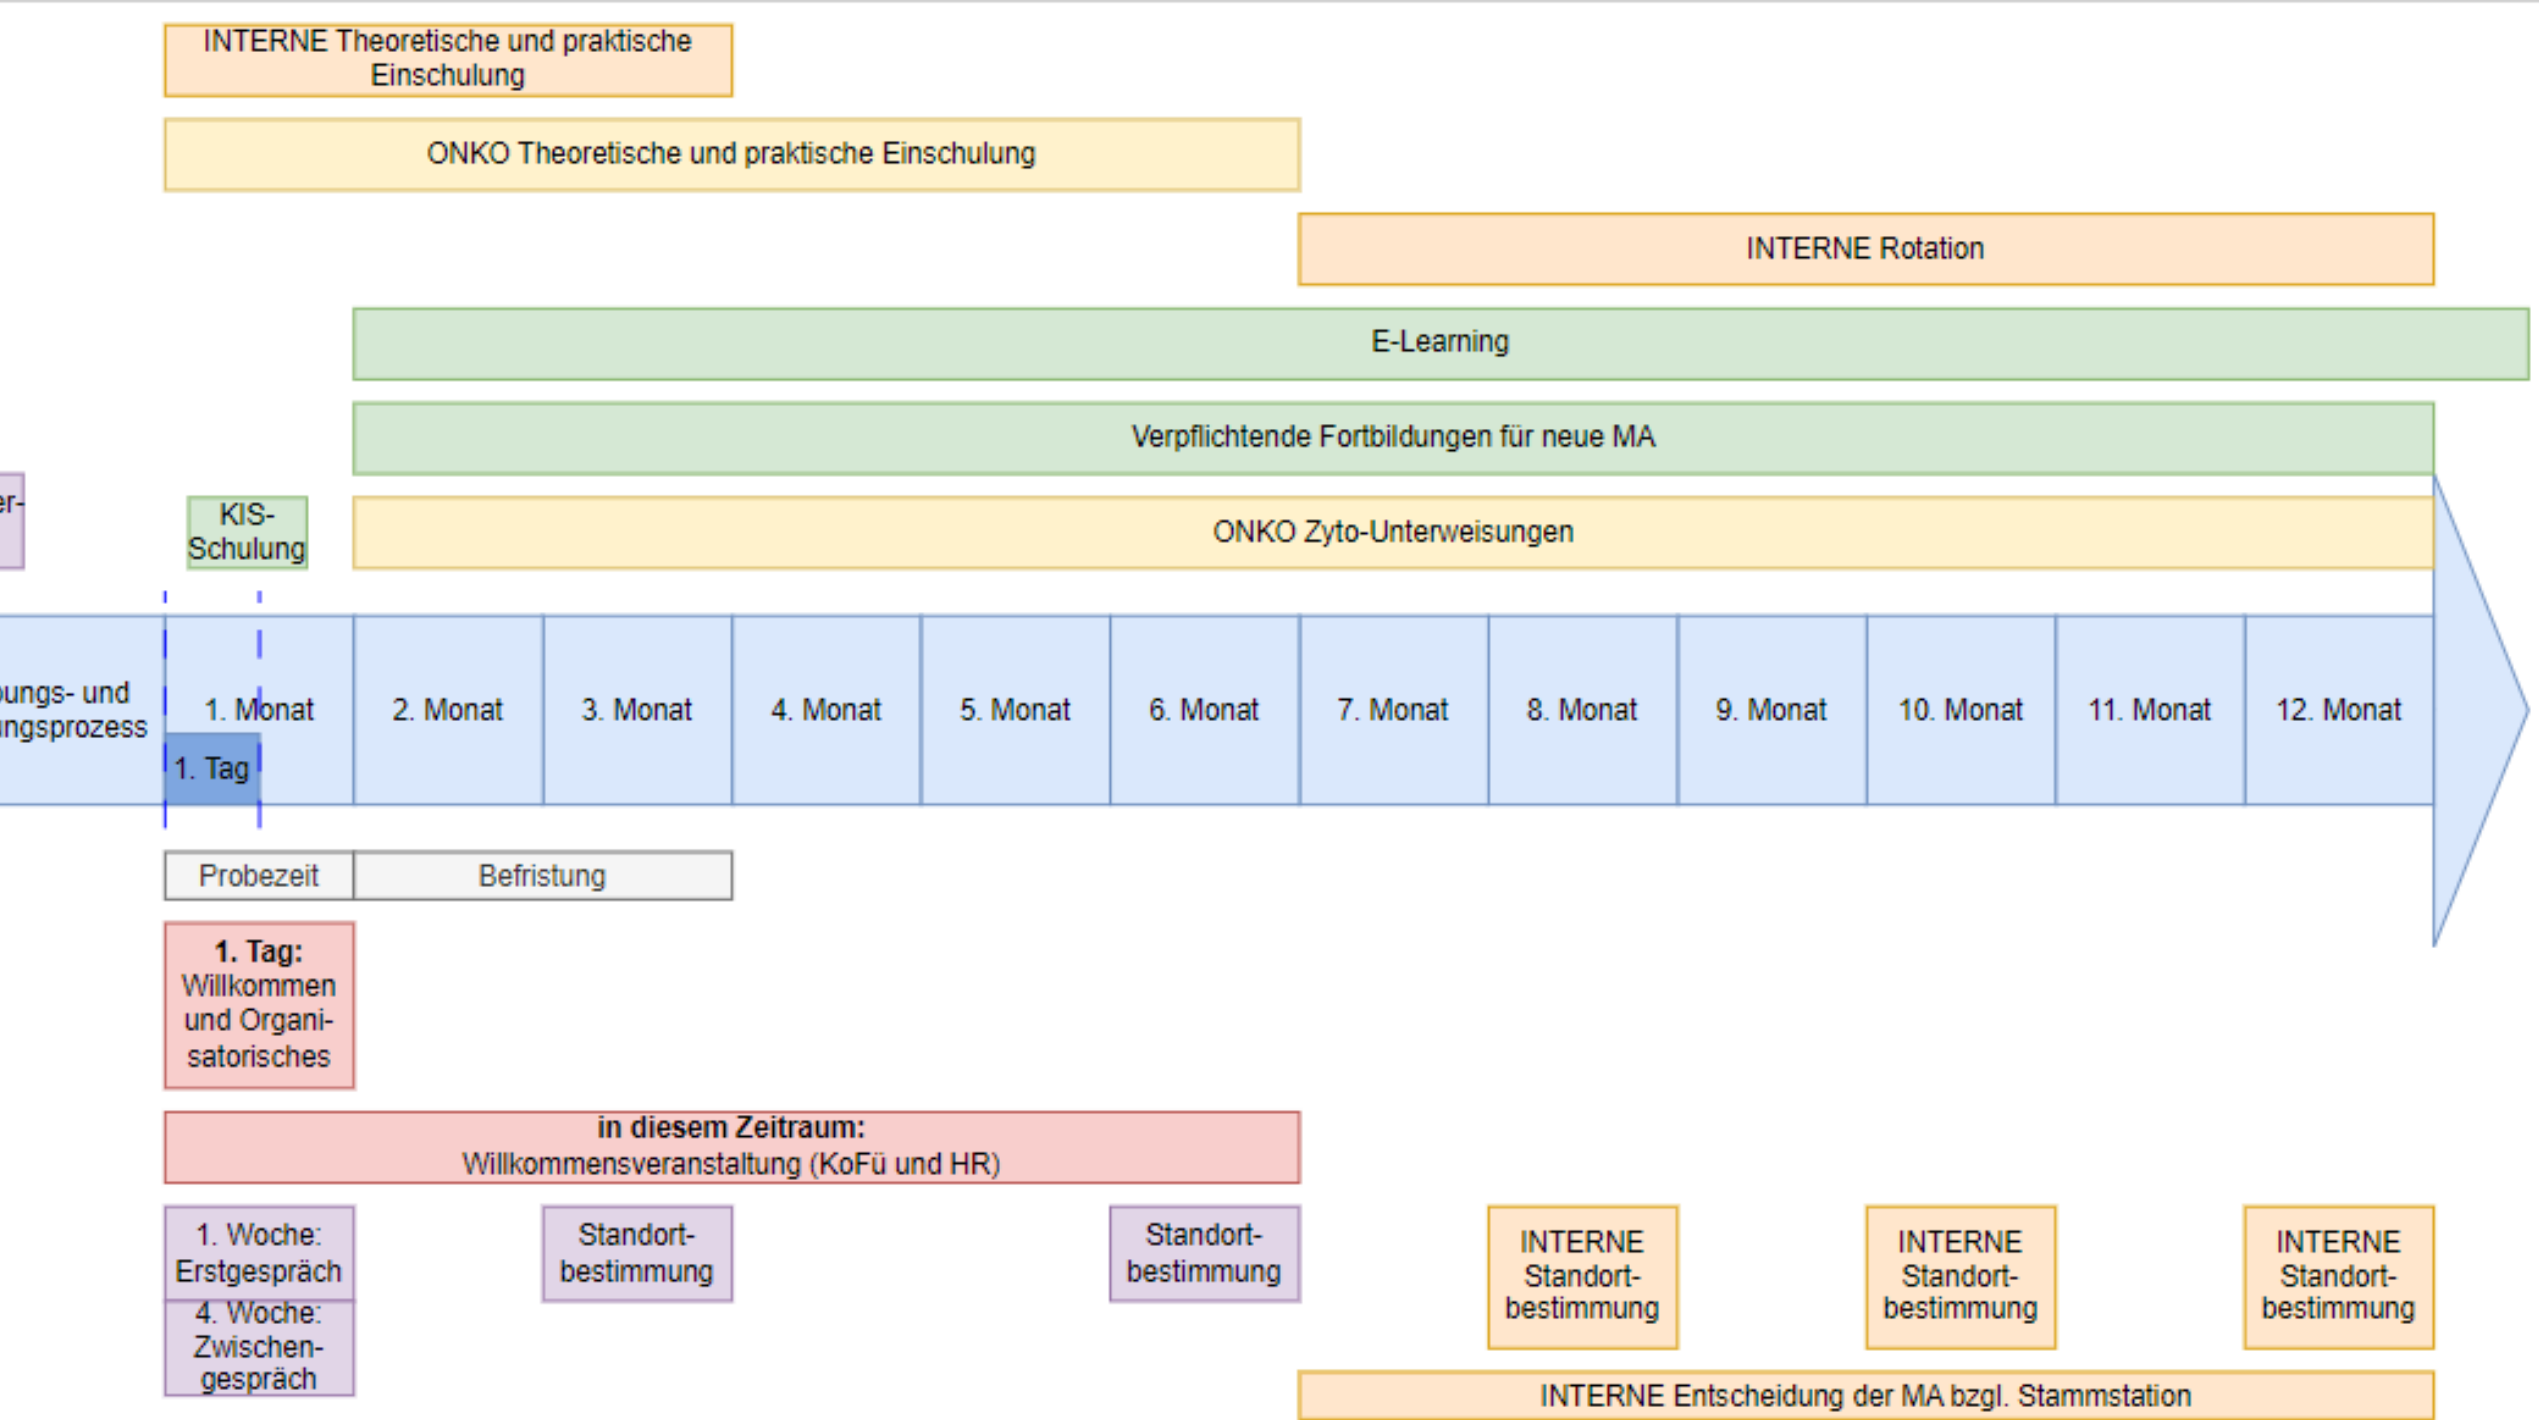 INTERNE Theoretische und praktische
Einschulung
ONKO Theoretische und praktische Einschulung
INTERNE Rotation
E-Learning
Verpflichtende Fortbildungen für neue MA
er-
KIS-
Schulung
ONKO Zyto-Unterweisungen
ungs- und
ungsprozess
1. Monat
2. Monat
3. Monat
4. Monat
5. Monat
6. Monat
7. Monat
8. Monat
9. Monat
10. Monat
11. Monat
12. Monat
1. Tag
Probezeit
Befristung
1. Tag:
Willkommen
und Organi-
satorisches
in diesem Zeitraum:
Willkommensveranstaltung (KoFü und HR)
1. Woche:
Erstgespräch
4. Woche:
Zwischen-
gespräch
Standort-
bestimmung
Standort-
bestimmung
INTERNE
Standort-
bestimmung
INTERNE
Standort-
bestimmung
INTERNE
Standort-
bestimmung
INTERNE Entscheidung der MA bzgl. Stammstation